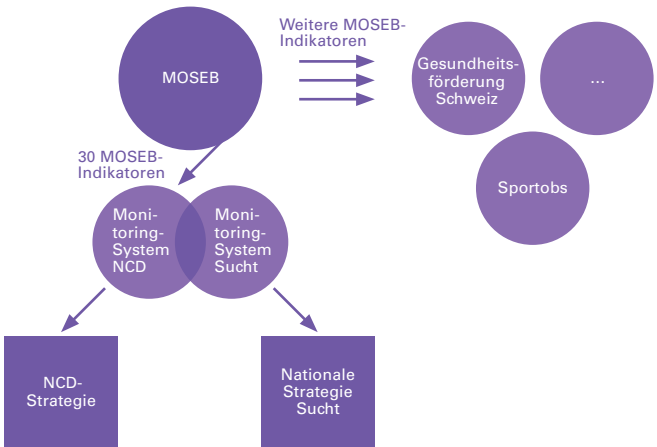 MOSEB
Weitere MOSEB-
Indikatoren
Gesundheits-
förderung
Schweiz
...
Sportobs
30 MOSEB-
Indikatoren
Moni-
toring-
System
NCD
Moni-
toring-
System
Sucht
NCD-
Strategie
Nationale
Strategie
Sucht